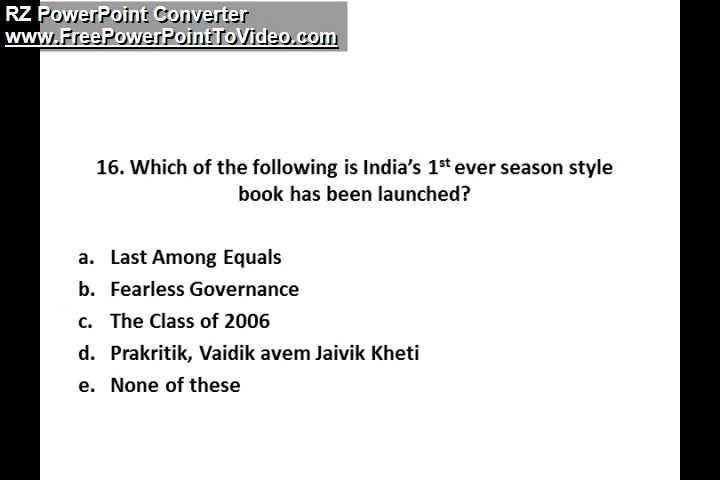 RZ PowerPoint Converter
www.FreePowerPointToVideo.com
16. Which of the following is India’s 1st ever season style
book has been launched?
a. Last Among Equals
b. Fearless Governance
c. The Class of 2006
d. Prakritik, Vaidik avem Jaivik Kheti
e. None of these